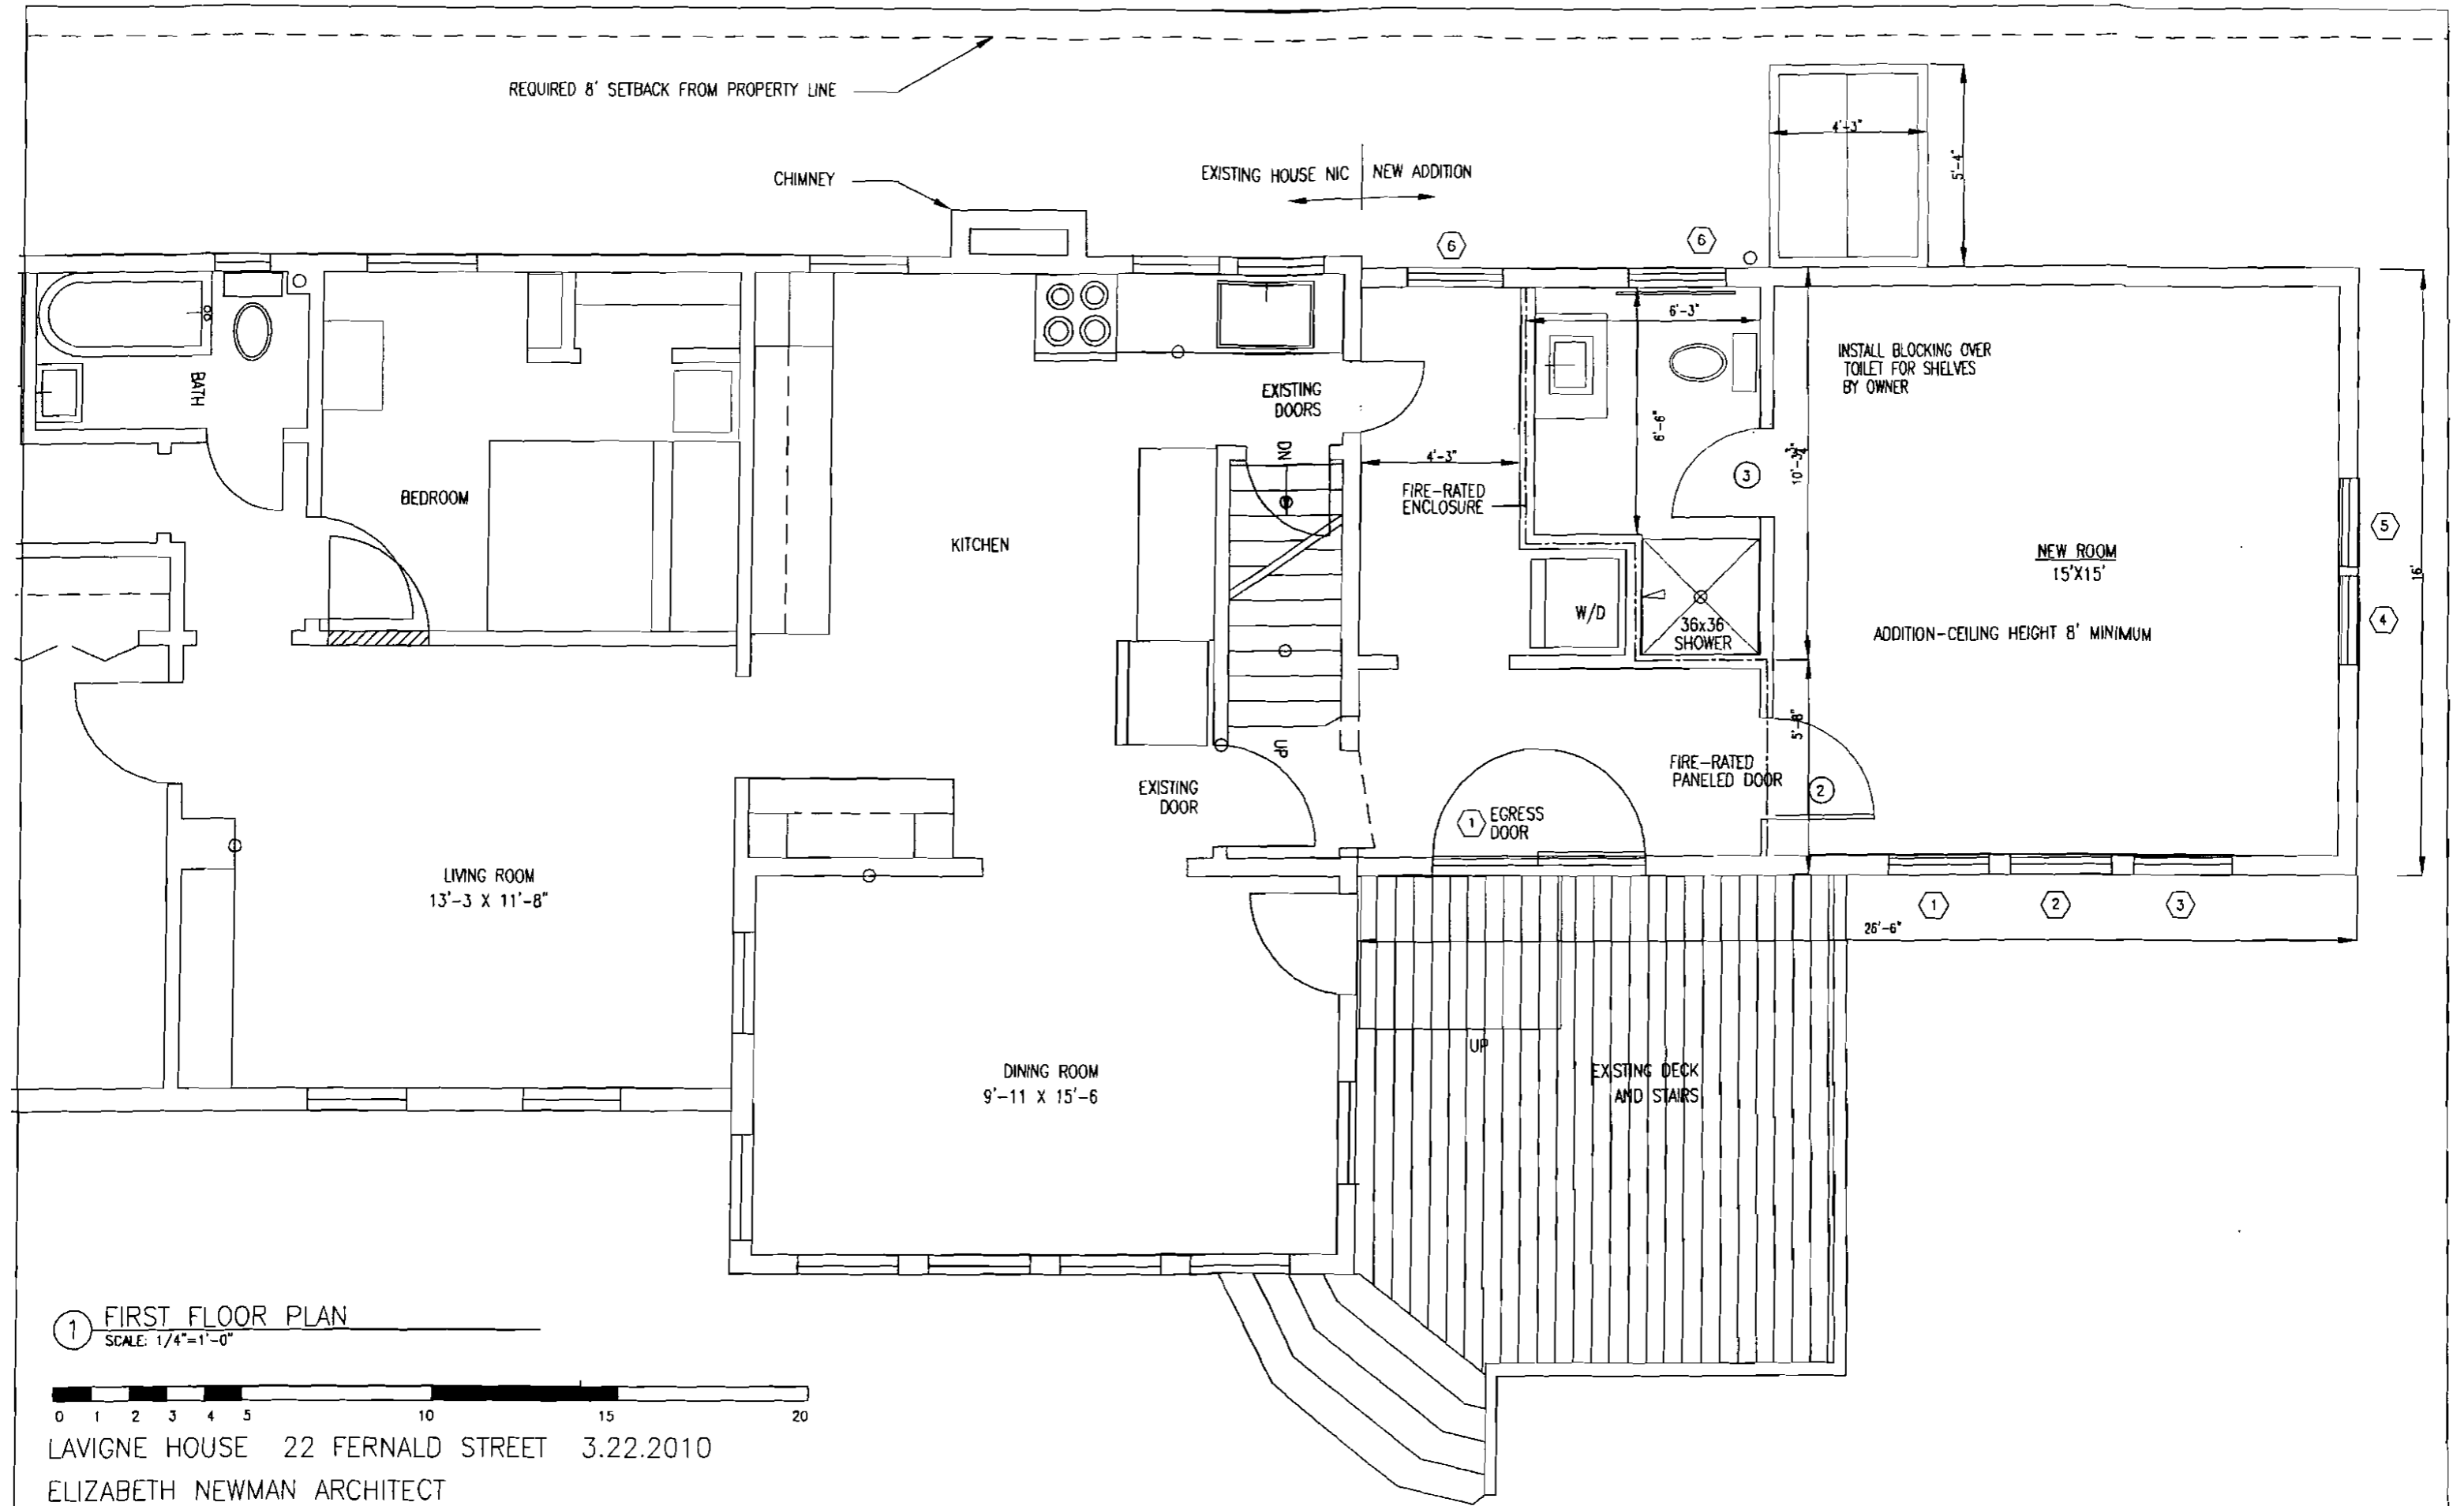 REQUIRED 8' SETBACK FROM PROPERTY LINE
4'-3"
5'-4"
CHIMNEY
EXISTING HOUSE NIC
NEW ADDITION
6
6
6'-3"
INSTALL BLOCKING OVER
TOILET FOR SHELVES
BY OWNER
BATH
EXISTING
DOORS
6'-6"
DN
4'-3"
10'-3¾"
3
FIRE-RATED
ENCLOSURE
BEDROOM
KITCHEN
5
NEW ROOM
15'X15'
16'
W/D
36x36
SHOWER
4
ADDITION-CEILING HEIGHT 8' MINIMUM
5'-8"
UP
FIRE-RATED
PANELED DOOR
2
EXISTING
DOOR
1
EGRESS
DOOR
LIVING ROOM
13'-3 X 11'-8"
1
2
3
26'-6"
UP
EXISTING DECK
AND STAIRS
DINING ROOM
9'-11 X 15'-6
1
FIRST FLOOR PLAN
SCALE: 1/4"=1'-0"
0 1 2 3 4 5 10 15 20
LAVIGNE HOUSE 22 FERNALD STREET 3.22.2010
ELIZABETH NEWMAN ARCHITECT